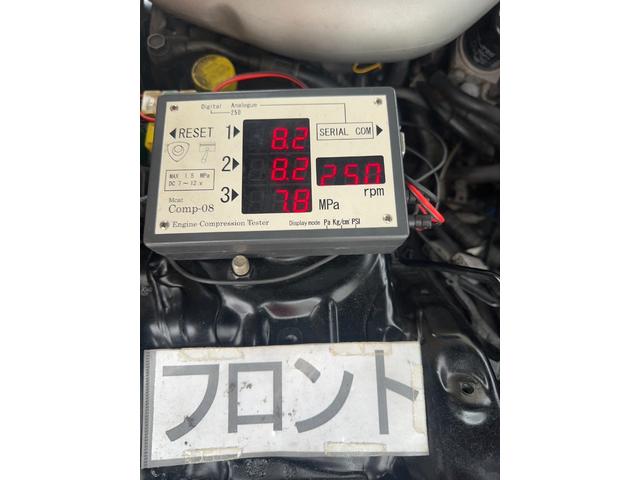 Digital Analogue
250
◀RESET 1▶ 8.2 SERIAL COM ▶
2▶ 8.2 250
rpm
MAX 1.5 MPa
DC 7～12.v
3▶ 7.8 MPa
Mcat
Comp-08
Engine Compression Tester
Display mode Pa Kg/cm² PSI
フロント